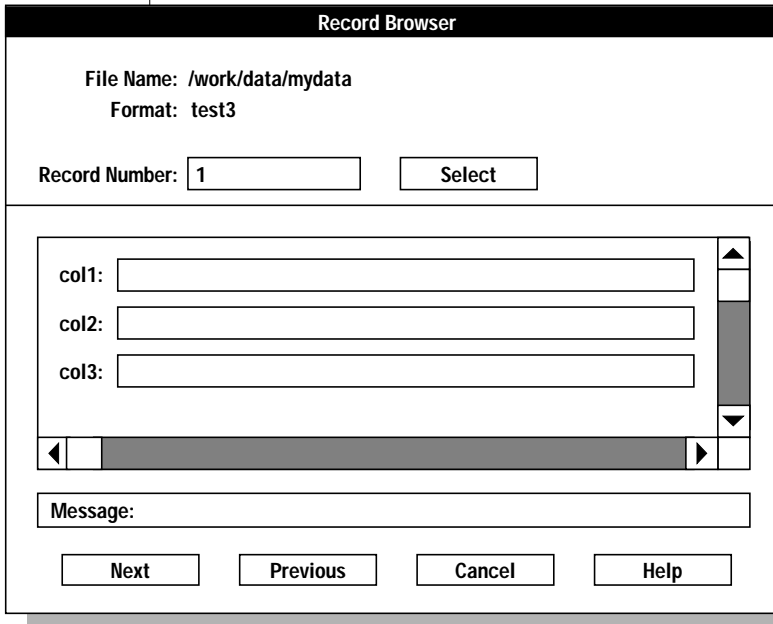 Record Browser
File Name: /work/data/mydata
Format: test3
Record Number: 1 Select
col1:
col2:
col3:
Message:
Next Previous Cancel Help